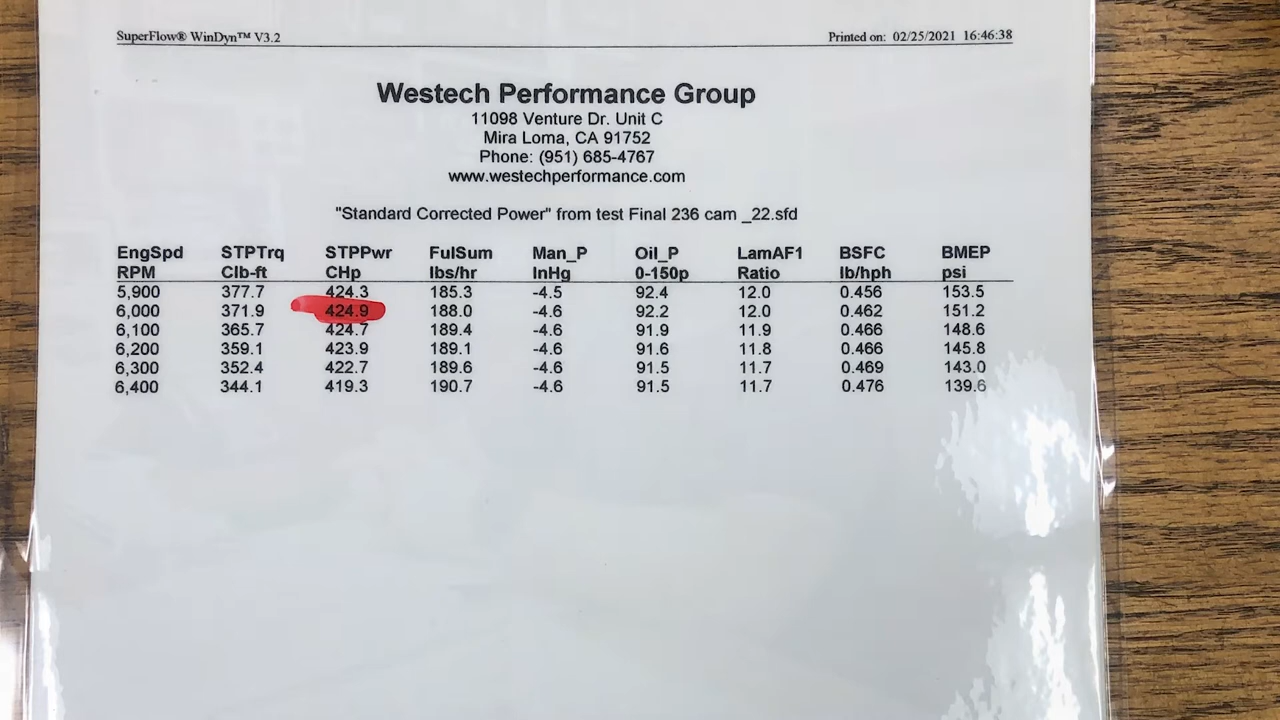 SuperFlow® WinDyn™ V3.2 Printed on: 02/25/2021 16:46:38
Westech Performance Group
11098 Venture Dr. Unit C
Mira Loma, CA 91752
Phone: (951) 685-4767
www.westechperformance.com
"Standard Corrected Power" from test Final 236 cam _22.sfd
EngSpd STPTrq STPPwr FulSum Man_P Oil_P LamAF1 BSFC BMEP
RPM Clb-ft CHp lbs/hr InHg 0-150p Ratio lb/hph psi
5,900 377.7 424.3 185.3 -4.5 92.4 12.0 0.456 153.5
6,000 371.9 424.9 188.0 -4.6 92.2 12.0 0.462 151.2
6,100 365.7 424.7 189.4 -4.6 91.9 11.9 0.466 148.6
6,200 359.1 423.9 189.1 -4.6 91.6 11.8 0.466 145.8
6,300 352.4 422.7 189.6 -4.6 91.5 11.7 0.469 143.0
6,400 344.1 419.3 190.7 -4.6 91.5 11.7 0.476 139.6